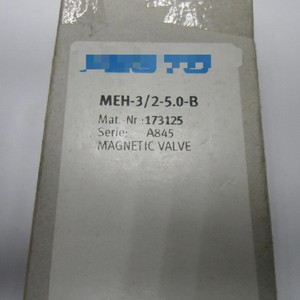 MEH-3/2-5.0-B
Mat.-Nr.:173125
Serie: A845
MAGNETIC VALVE